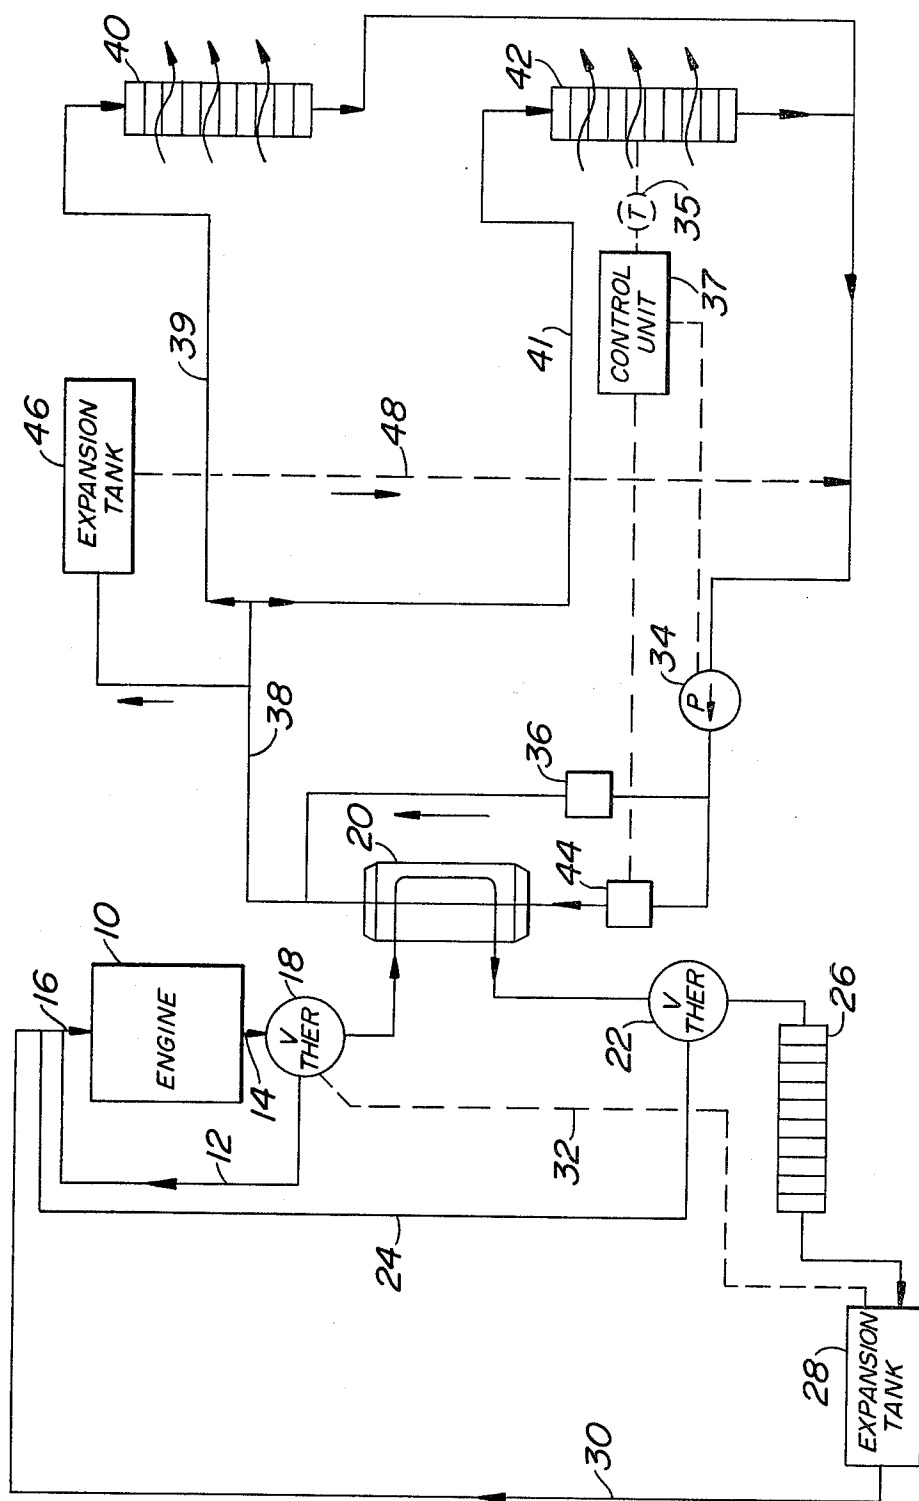 40
42
46
EXPANSION
TANK
39
48
41
T
35
CONTROL
UNIT
37
38
34
P
36
20
44
16
10
ENGINE
18
V
THER
14
12
22
V
THER
26
32
24
28
EXPANSION
TANK
30